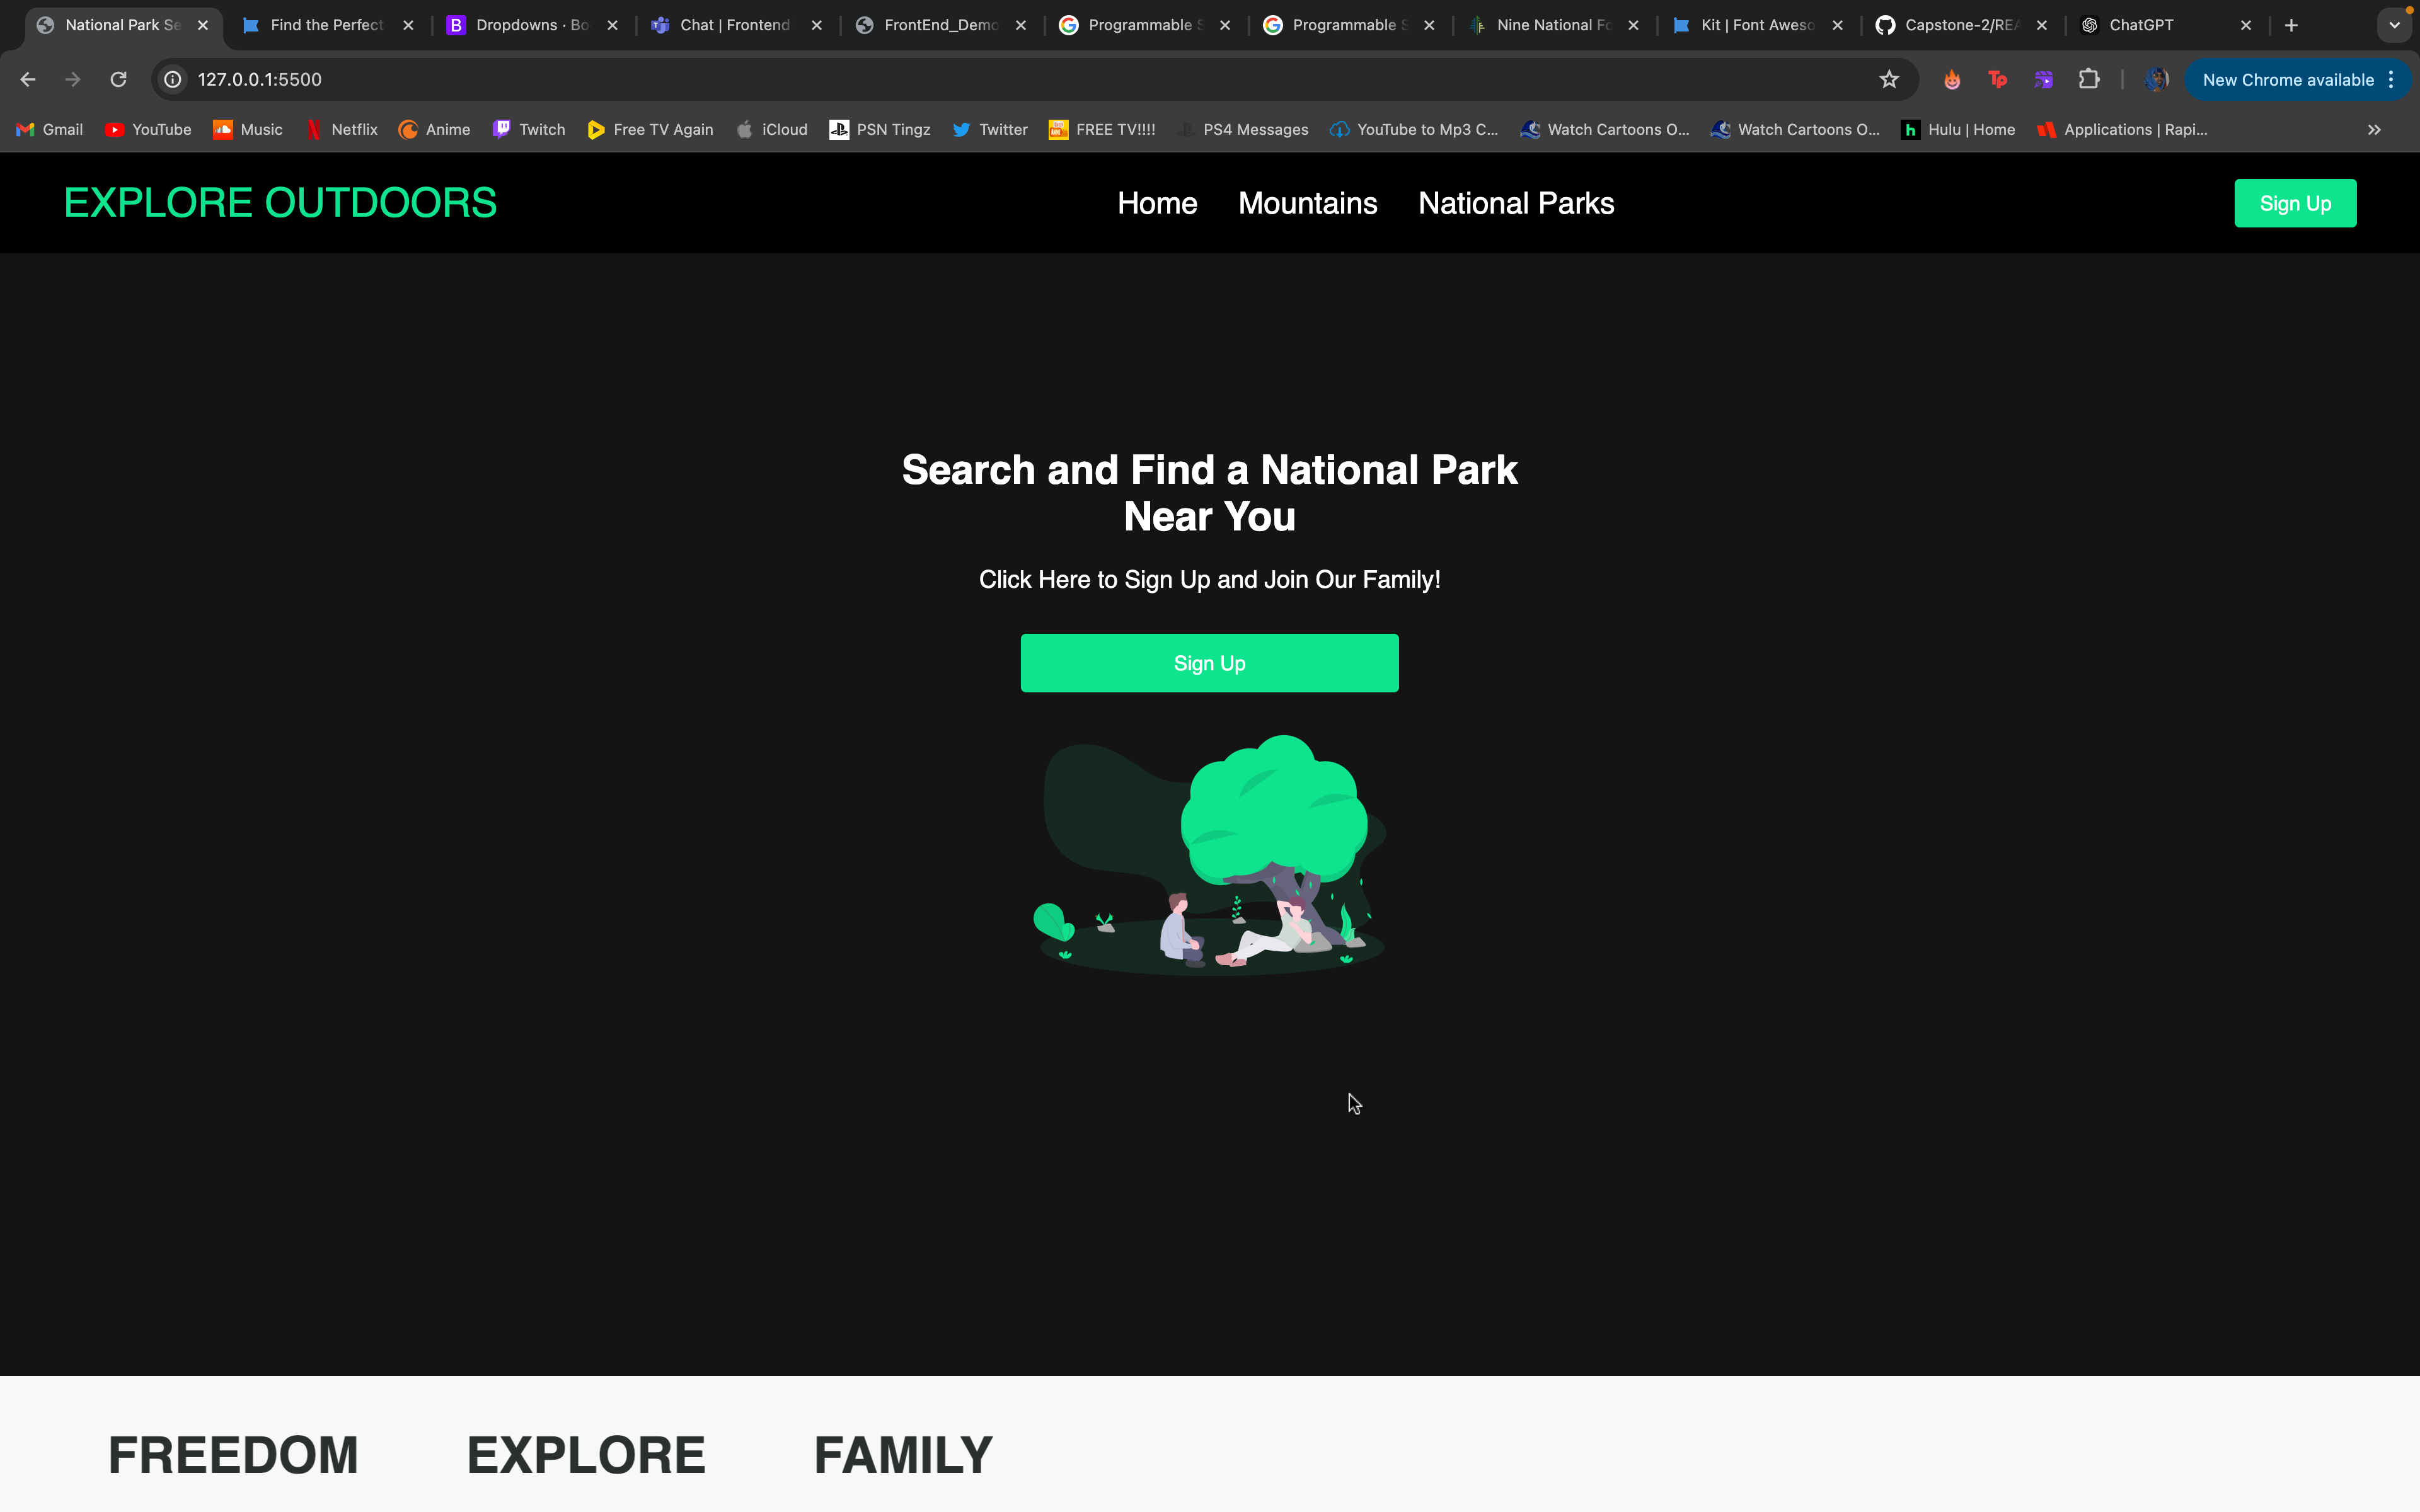 National Park Se
Find the Perfect
Dropdowns · Bo
Chat | Frontend
FrontEnd_Demo
Programmable S
Programmable S
Nine National Fo
Kit | Font Aweso
Capstone-2/REA
ChatGPT
127.0.0.1:5500
New Chrome available
Gmail
YouTube
Music
Netflix
Anime
Twitch
Free TV Again
iCloud
PSN Tingz
Twitter
FREE TV!!!!
PS4 Messages
YouTube to Mp3 C...
Watch Cartoons O...
Watch Cartoons O...
Hulu | Home
Applications | Rapi...
EXPLORE OUTDOORS
Home
Mountains
National Parks
Sign Up
Search and Find a National Park
Near You
Click Here to Sign Up and Join Our Family!
Sign Up
FREEDOM
EXPLORE
FAMILY